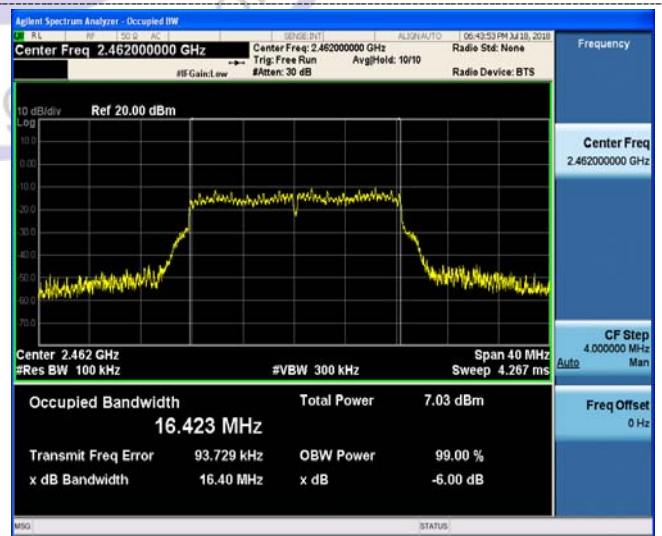 Agilent Spectrum Analyzer - Occupied BW
RL RF 50 Ω AC SENSE:INT ALIGN AUTO 06:43:53 PM Jul 18, 2018
Center Freq 2.462000000 GHz
Center Freq: 2.462000000 GHz
Radio Std: None
Trig: Free Run Avg|Hold: 10/10
#IFGain:Low #Atten: 30 dB Radio Device: BTS
Frequency
10 dB/div Ref 20.00 dBm
Log
10.0
0.00
-10.0
-20.0
-30.0
-40.0
-50.0
-60.0
-70.0
Center Freq
2.462000000 GHz
Center 2.462 GHz Span 40 MHz
#Res BW 100 kHz #VBW 300 kHz Sweep 4.267 ms
CF Step
4.000000 MHz
Auto Man
Occupied Bandwidth Total Power 7.03 dBm
16.423 MHz
Transmit Freq Error 93.729 kHz OBW Power 99.00 %
x dB Bandwidth 16.40 MHz x dB -6.00 dB
Freq Offset
0 Hz
MSG STATUS